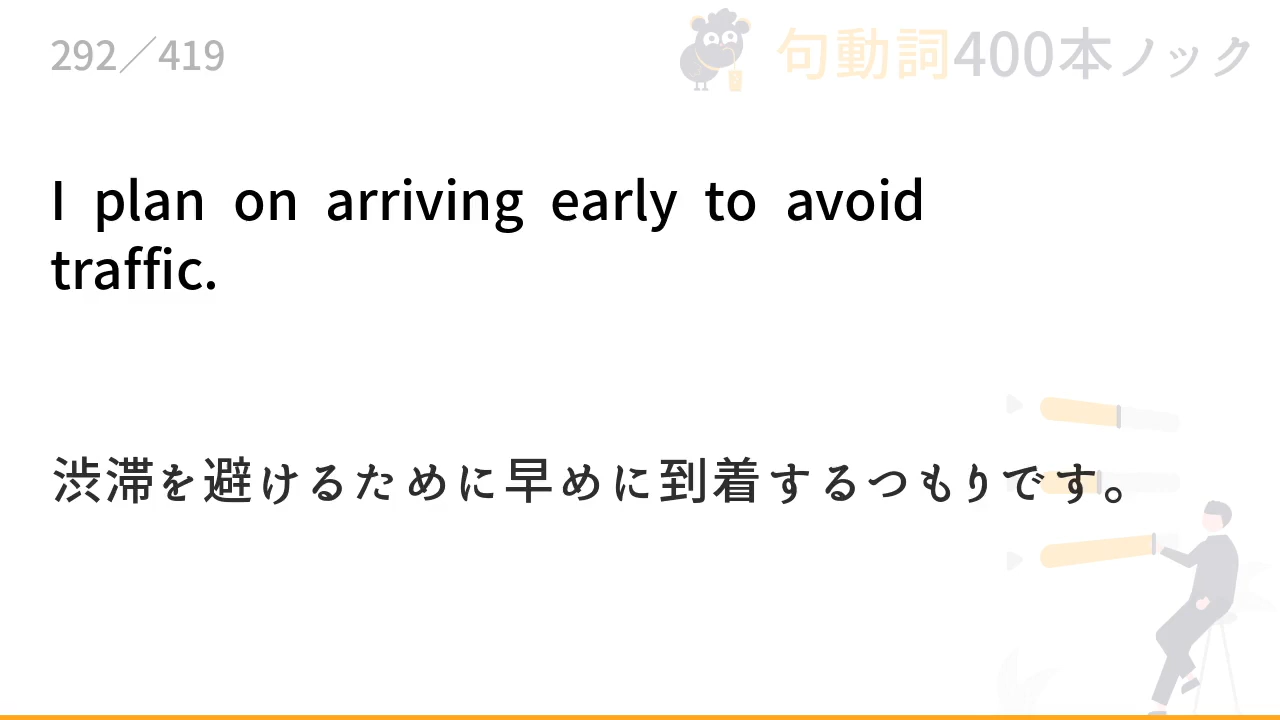 292／419
句動詞400本ノック
I plan on arriving early to avoid
traffic.
渋滞を避けるために早めに到着するつもりです。